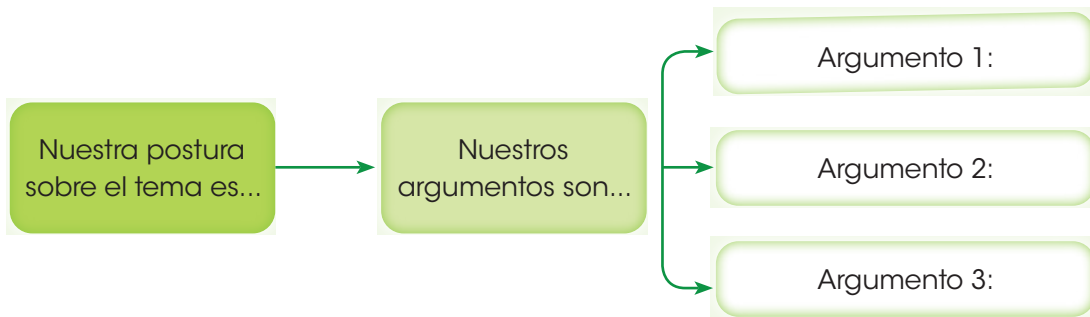 Nuestra postura
sobre el tema es...
Nuestros
argumentos son...
Argumento 1:
Argumento 2:
Argumento 3: